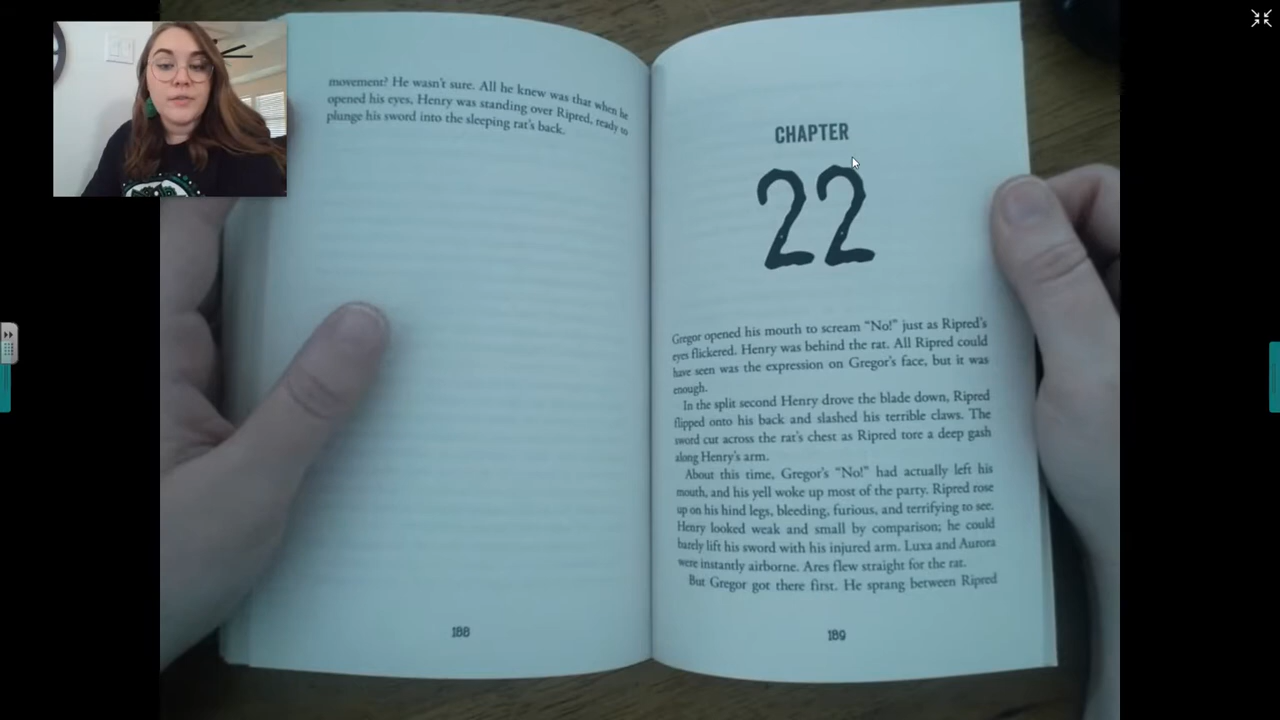 movement? He wasn't sure. All he knew was that when he
opened his eyes, Henry was standing over Ripred, ready to
plunge his sword into the sleeping rat's back.
188
CHAPTER
22
Gregor opened his mouth to scream "No!" just as Ripred's
eyes flickered. Henry was behind the rat. All Ripred could
have seen was the expression on Gregor's face, but it was
enough.
In the split second Henry drove the blade down, Ripred
flipped onto his back and slashed his terrible claws. The
sword cut across the rat's chest as Ripred tore a deep gash
along Henry's arm.
About this time, Gregor's "No!" had actually left his
mouth, and his yell woke up most of the party. Ripred rose
up on his hind legs, bleeding, furious, and terrifying to see.
Henry looked weak and small by comparison; he could
barely lift his sword with his injured arm. Luxa and Aurora
were instantly airborne. Ares flew straight for the rat.
But Gregor got there first. He sprang between Ripred
189